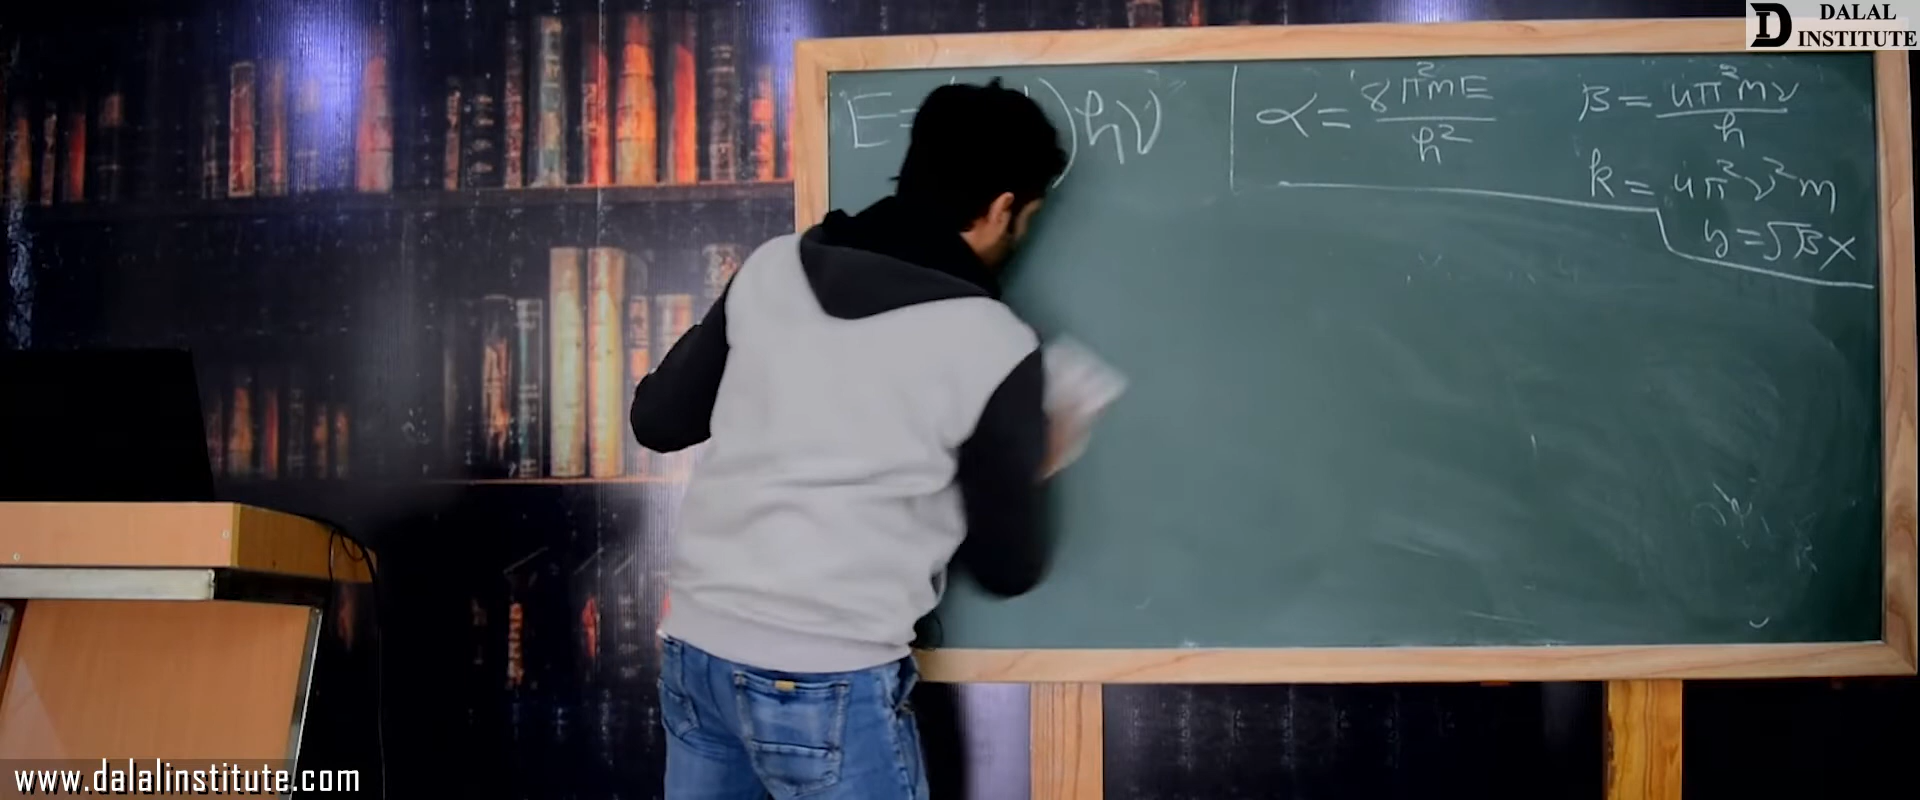 DALAL
INSTITUTE
E= )hν
α = 8π²mE / h²
β = 4π²mν / h
k = 4π²ν²m
y = √β x
www.dalalinstitute.com